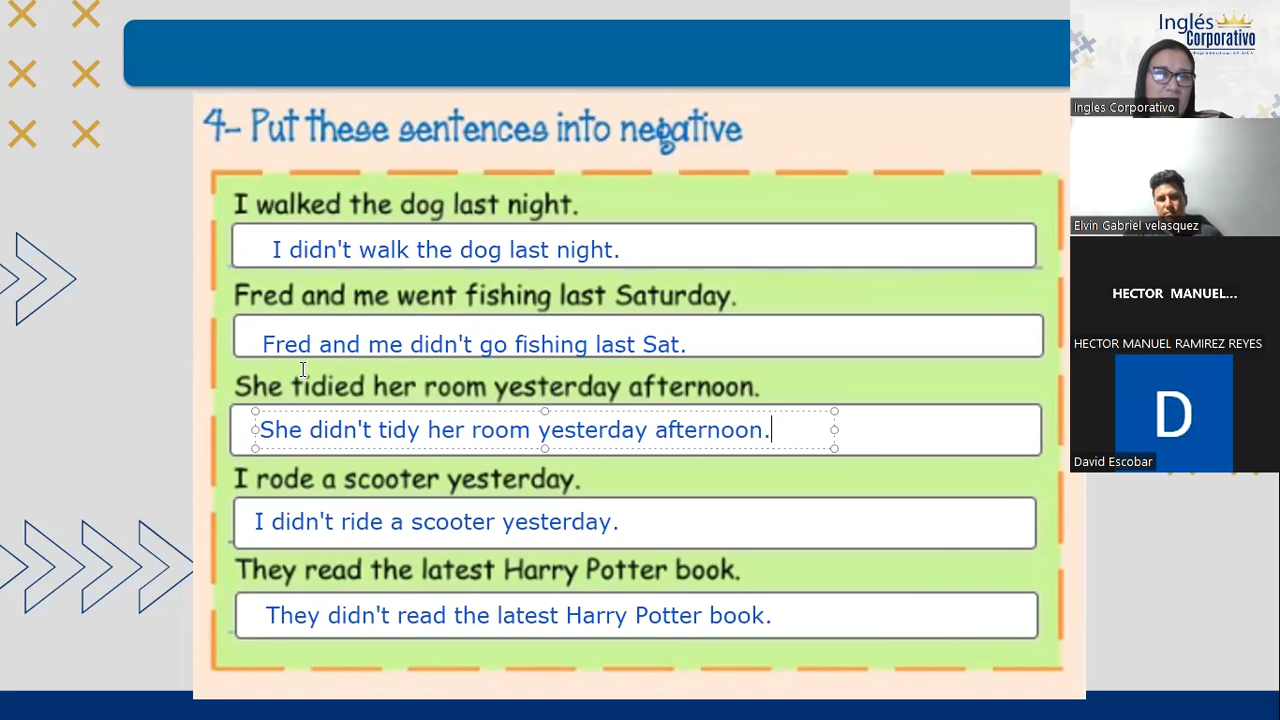 Inglés
Corporativo
Ingles Corporativo
4- Put these sentences into negative
I walked the dog last night.
I didn't walk the dog last night.
Elvin Gabriel velasquez
Fred and me went fishing last Saturday.
HECTOR MANUEL...
Fred and me didn't go fishing last Sat.
HECTOR MANUEL RAMIREZ REYES
She tidied her room yesterday afternoon.
She didn't tidy her room yesterday afternoon.
D
David Escobar
I rode a scooter yesterday.
I didn't ride a scooter yesterday.
They read the latest Harry Potter book.
They didn't read the latest Harry Potter book.